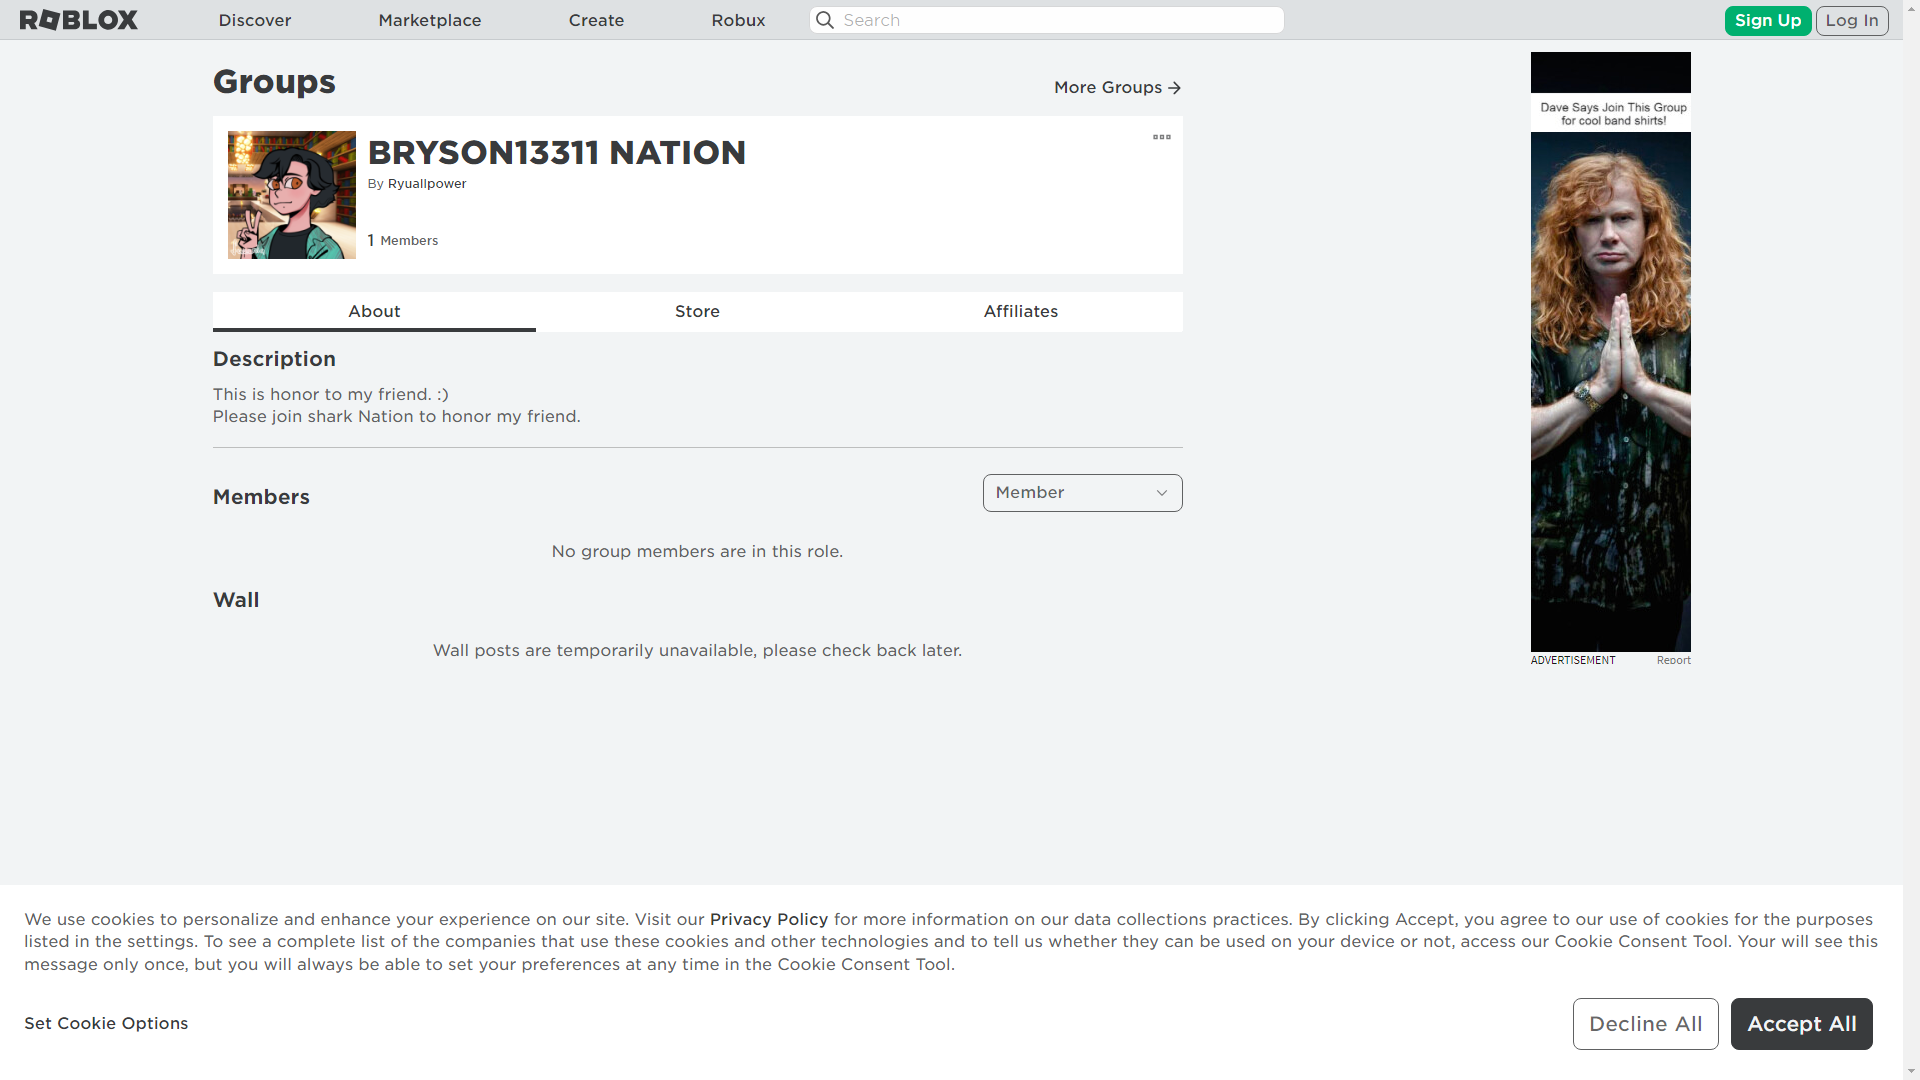 ROBLOX
Discover
Marketplace
Create
Robux
Search
Sign Up
Log In
Groups
More Groups
BRYSON13311 NATION
By Ryuallpower
1 Members
About
Store
Affiliates
Description
This is honor to my friend. :)
Please join shark Nation to honor my friend.
Members
Member
No group members are in this role.
Wall
Wall posts are temporarily unavailable, please check back later.
Dave Says Join This Group
for cool band shirts!
ADVERTISEMENT
Report
We use cookies to personalize and enhance your experience on our site. Visit our Privacy Policy for more information on our data collections practices. By clicking Accept, you agree to our use of cookies for the purposes
listed in the settings. To see a complete list of the companies that use these cookies and other technologies and to tell us whether they can be used on your device or not, access our Cookie Consent Tool. Your will see this
message only once, but you will always be able to set your preferences at any time in the Cookie Consent Tool.
Set Cookie Options
Decline All
Accept All